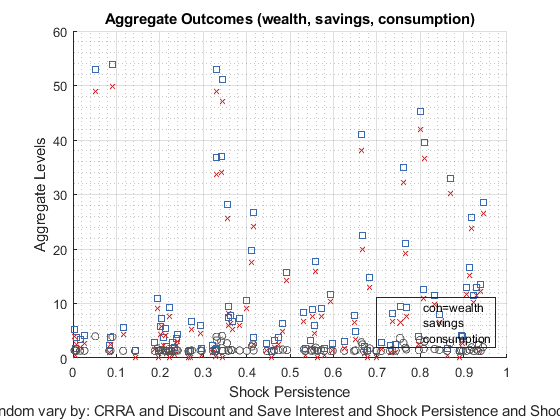 Aggregate Outcomes (wealth, savings, consumption)
60
50
40
30
20
10
0
Aggregate Levels
coh=wealth
savings
consumption
0 0.1 0.2 0.3 0.4 0.5 0.6 0.7 0.8 0.9 1
Shock Persistence
ndom vary by: CRRA and Discount and Save Interest and Shock Persistence and Sho